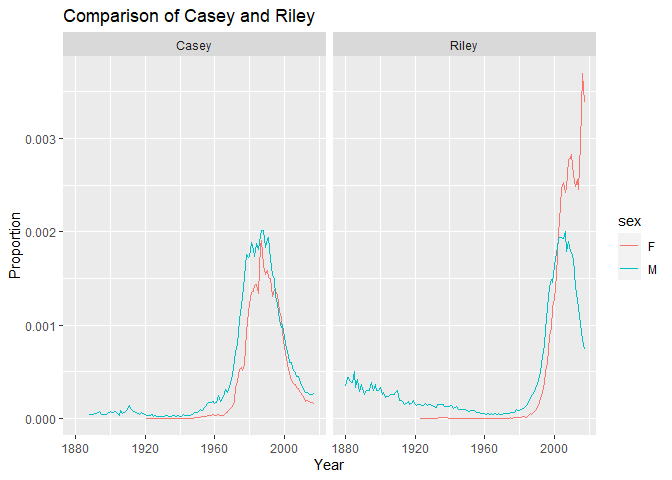 Comparison of Casey and Riley
Casey
Riley
0.003
0.002
0.001
0.000
Proportion
1880
1920
1960
2000
1880
1920
1960
2000
Year
sex
F
M